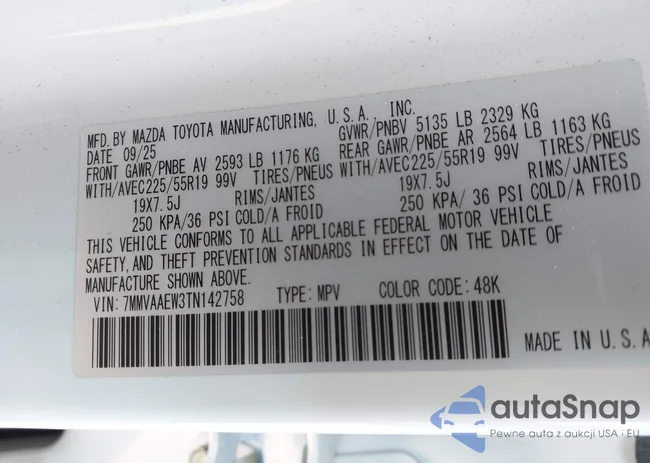 MFD. BY MAZDA TOYOTA MANUFACTURING, U.S.A., INC.
DATE 09/25 GVWR/PNBV 5135 LB 2329 KG
FRONT GAWR/PNBE AV 2593 LB 1176 KG REAR GAWR/PNBE AR 2564 LB 1163 KG
WITH/AVEC225/55R19 99V TIRES/PNEUS WITH/AVEC225/55R19 99V TIRES/PNEUS
19X7.5J RIMS/JANTES 19X7.5J RIMS/JANTES
250 KPA/36 PSI COLD/A FROID 250 KPA/ 36 PSI COLD/A FROID
THIS VEHICLE CONFORMS TO ALL APPLICABLE FEDERAL MOTOR VEHICLE
SAFETY, AND THEFT PREVENTION STANDARDS IN EFFECT ON THE DATE OF
MANUFACTURE SHOWN ABOVE.
VIN: 7MMVAAEW3TN142758 TYPE: MPV COLOR CODE: 48K
MADE IN U.S.A
autoSnap
Pewne auta z aukcji USA i EU